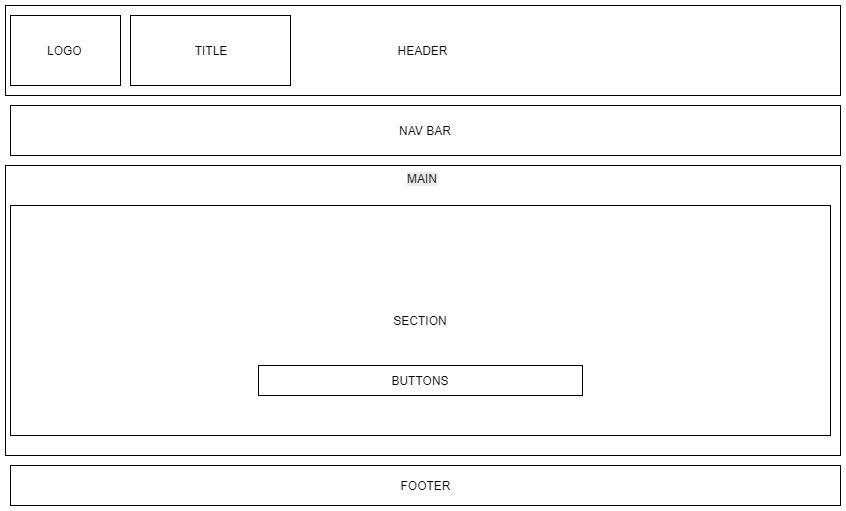 LOGO
TITLE
HEADER
NAV BAR
MAIN
SECTION
BUTTONS
FOOTER